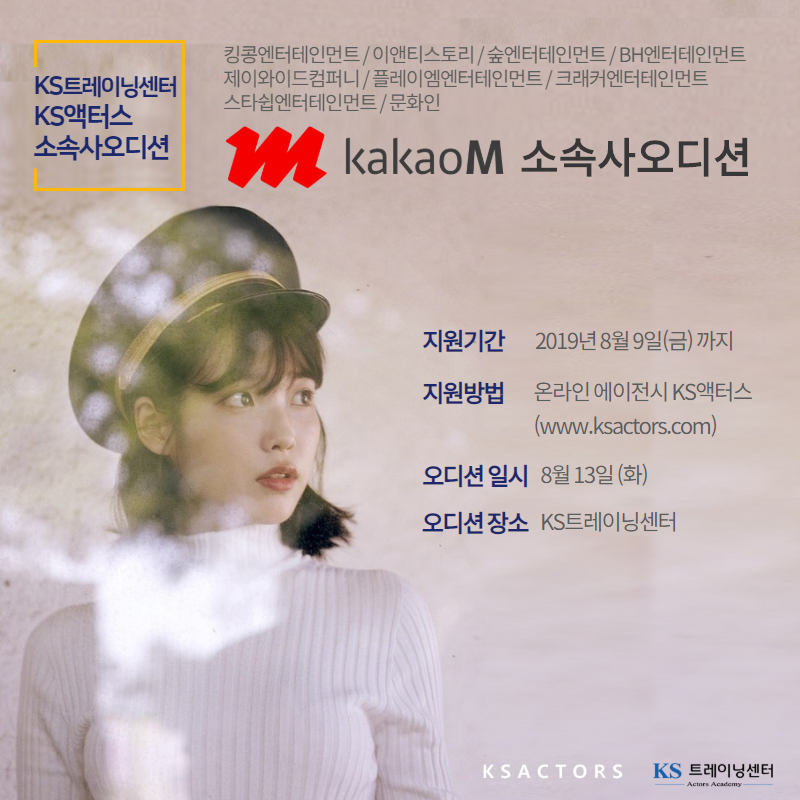 KS트레이닝센터
KS액터스
소속사오디션
킹콩엔터테인먼트 / 이앤티스토리 / 숲엔터테인먼트 / BH엔터테인먼트
제이와이드컴퍼니 / 플레이엠엔터테인먼트 / 크래커엔터테인먼트
스타쉽엔터테인먼트 / 문화인
kakaoM 소속사오디션
지원기간 2019년 8월 9일(금) 까지
지원방법 온라인 에이전시 KS액터스
(www.ksactors.com)
오디션 일시 8월 13일 (화)
오디션 장소 KS트레이닝센터
KSACTORS
KS 트레이닝센터
Actors Academy